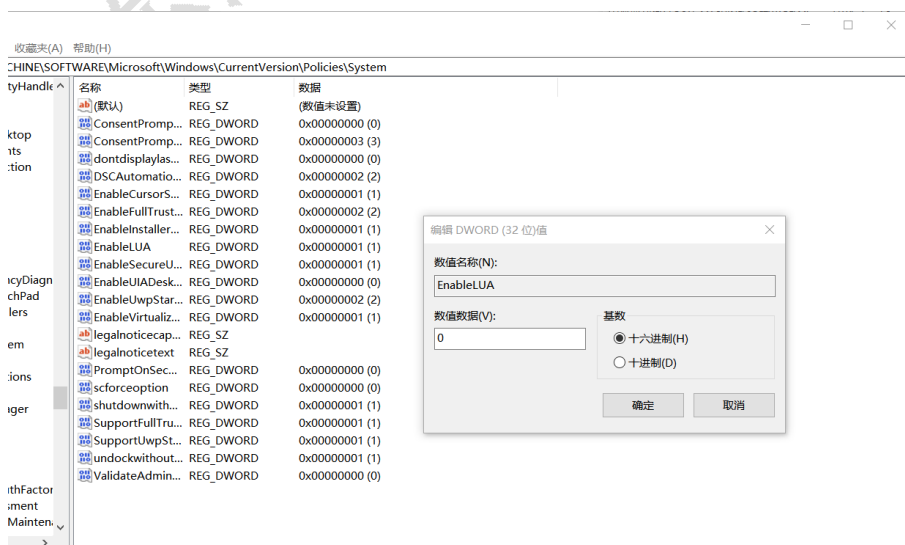 收藏夹(A) 帮助(H)
CHINE\SOFTWARE\Microsoft\Windows\CurrentVersion\Policies\System
tyHandle
名称 类型 数据
(默认) REG_SZ (数值未设置)
ConsentPromp... REG_DWORD 0x00000000 (0)
ktop
ConsentPromp... REG_DWORD 0x00000003 (3)
nts
dontdisplaylas... REG_DWORD 0x00000000 (0)
ction
DSCAutomatio... REG_DWORD 0x00000002 (2)
EnableCursorS... REG_DWORD 0x00000001 (1)
EnableFullTrust... REG_DWORD 0x00000002 (2)
EnableInstaller... REG_DWORD 0x00000001 (1)
EnableLUA REG_DWORD 0x00000001 (1)
EnableSecureU... REG_DWORD 0x00000001 (1)
ncyDiagn
EnableUIADesk... REG_DWORD 0x00000000 (0)
chPad
EnableUwpStar... REG_DWORD 0x00000002 (2)
lers
EnableVirtualiz... REG_DWORD 0x00000001 (1)
legalnoticecap... REG_SZ
em
legalnoticetext REG_SZ
PromptOnSec... REG_DWORD 0x00000000 (0)
tions
scforceoption REG_DWORD 0x00000000 (0)
ager
shutdownwith... REG_DWORD 0x00000001 (1)
SupportFullTru... REG_DWORD 0x00000001 (1)
SupportUwpSt... REG_DWORD 0x00000001 (1)
undockwithout... REG_DWORD 0x00000001 (1)
ValidateAdmin... REG_DWORD 0x00000000 (0)
uthFactor
sment
Mainten
编辑 DWORD (32 位)值
数值名称(N):
EnableLUA
数值数据(V):
0
基数
十六进制(H)
十进制(D)
确定 取消